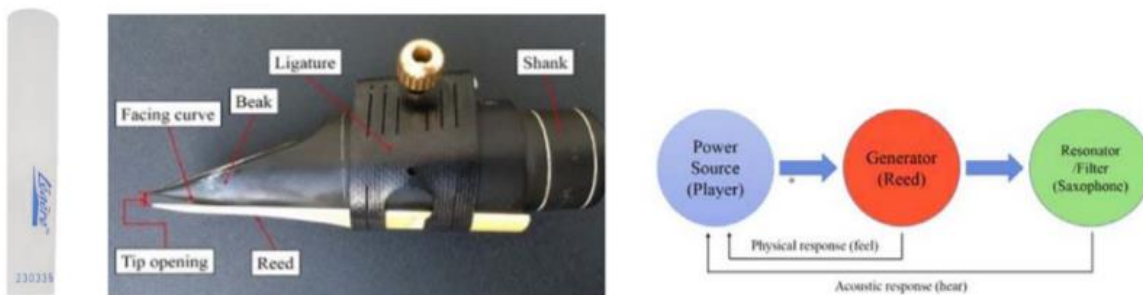 230335
Ligature
Shank
Beak
Facing curve
Tip opening
Reed
Power
Source
(Player)
Generator
(Reed)
Resonator
/Filter
(Saxophone)
Physical response (feel)
Acoustic response (hear)